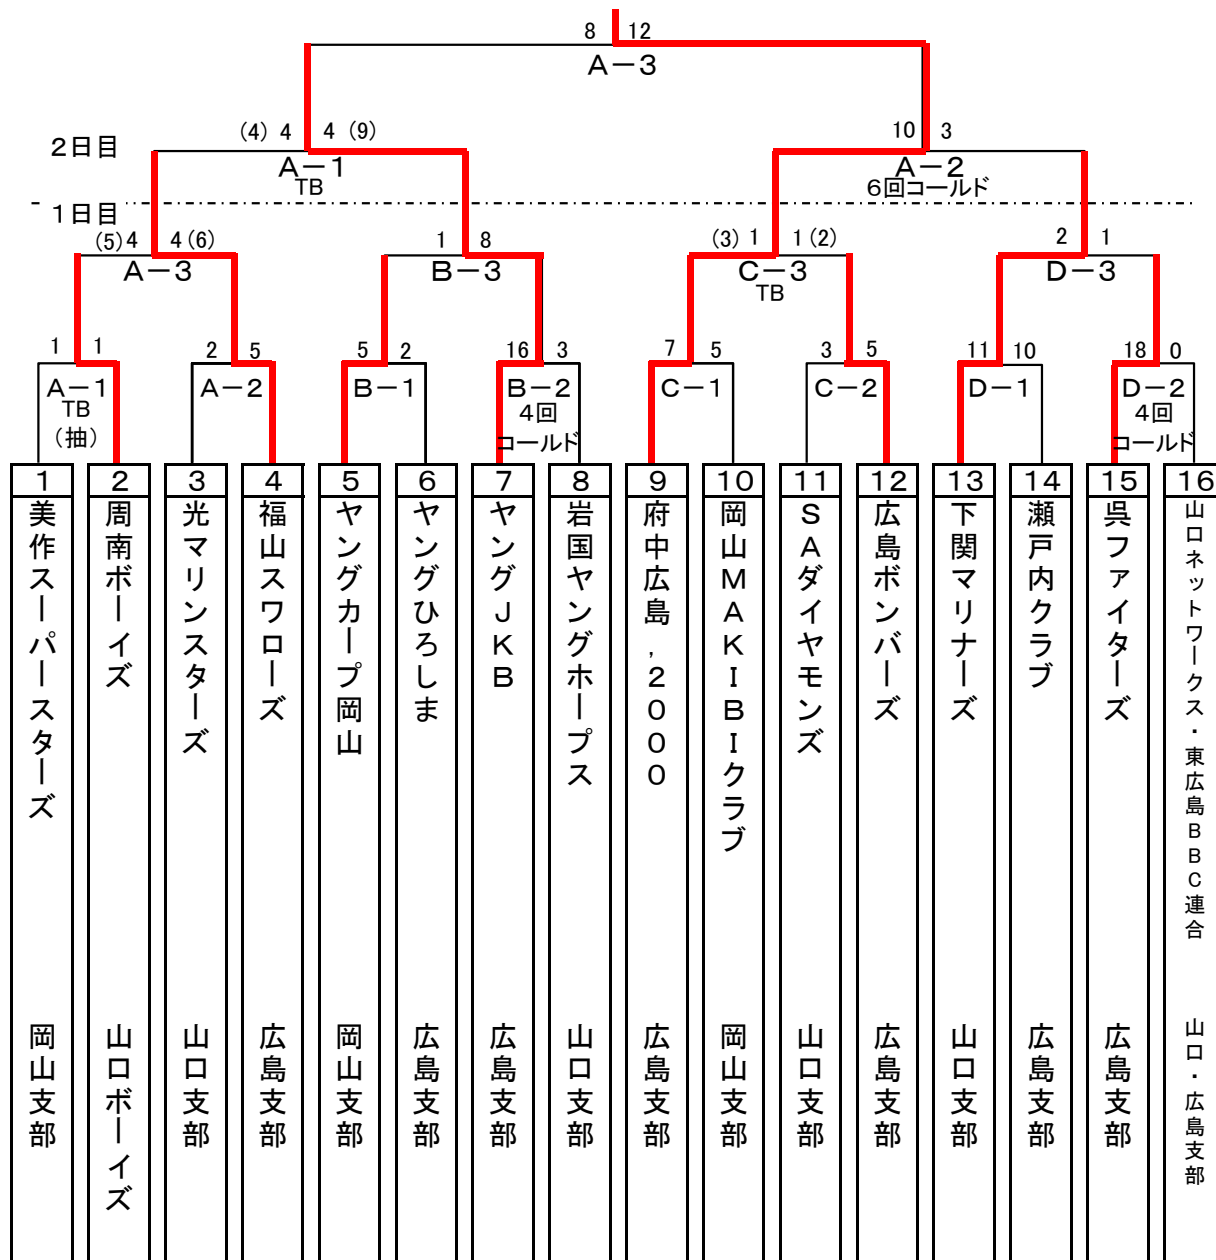 8 12
A-3
(4) 4 4 (9) 10 3
2日目
A-1 A-2
TB 6回コールド
1日目
(5)4 4(6) 1 8 (3) 1 1(2) 2 1
A-3 B-3 C-3 D-3
TB
1 1 2 5 5 2 16 3 7 5 3 5 11 10 18 0
A-1 A-2 B-1 B-2 C-1 C-2 D-1 D-2
TB 4回 4回
(抽) コールド コールド
1 2 3 4 5 6 7 8 9 10 11 12 13 14 15 16
美作スーパースターズ
周南ボーイズ
光マリンスターズ
福山スワローズ
ヤングカープ岡山
ヤングひろしま
ヤングJKB
岩国ヤングホープス
府中広島,2000
岡山MAKIBIクラブ
SAダイヤモンズ
広島ボンバーズ
下関マリナーズ
瀬戸内クラブ
呉ファイターズ
山口ネットワークス・東広島BBC連合
岡山支部
山口ボーイズ
山口支部
広島支部
岡山支部
広島支部
広島支部
山口支部
広島支部
岡山支部
山口支部
広島支部
山口支部
広島支部
広島支部
山口・広島支部